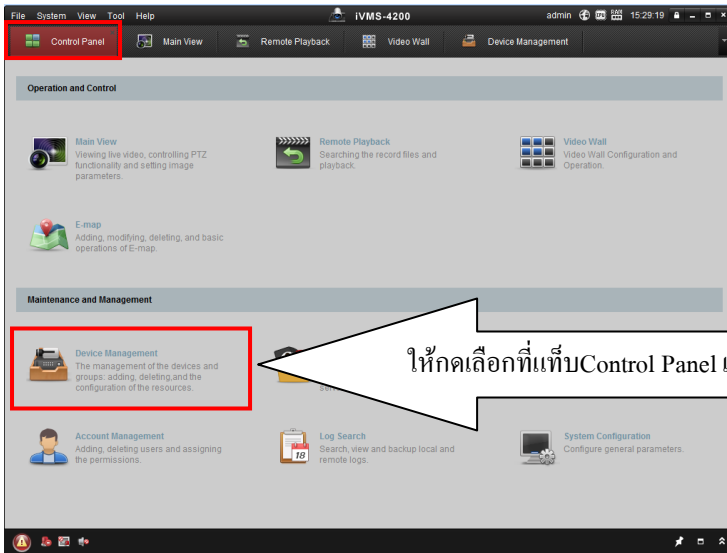 File System View Tool Help
iVMS-4200
admin
15:29:19
Control Panel
Main View
Remote Playback
Video Wall
Device Management
Operation and Control
Main View
Viewing live video, controlling PTZ
functionality and setting image
parameters.
Remote Playback
Searching the record files and
playback.
Video Wall
Video Wall Configuration and
Operation.
E-map
Adding, modifying, deleting, and basic
operations of E-map.
Maintenance and Management
Device Management
The management of the devices and
groups: adding, deleting,and the
configuration of the resources.
ให้กดเลือกที่แท็บControl Panel
Account Management
Adding, deleting users and assigning
the permissions.
Log Search
Search, view and backup local and
remote logs.
18
System Configuration
Configure general parameters.